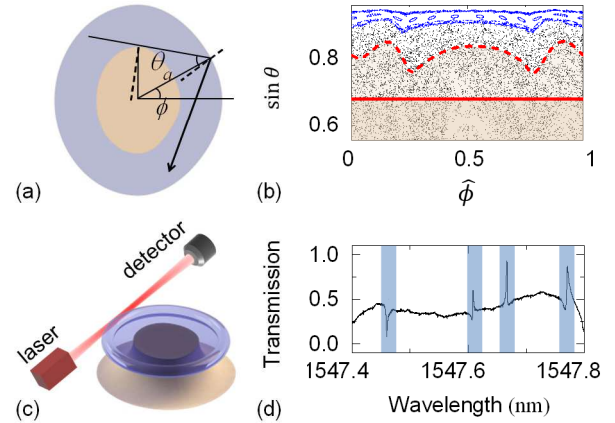 θ
ϕ
(a)
sin θ
0.8
0.6
0
0.5
1
ϕ̂
(b)
detector
laser
(c)
Transmission
1.0
0.5
0.0
1547.4
1547.6
1547.8
Wavelength (nm)
(d)